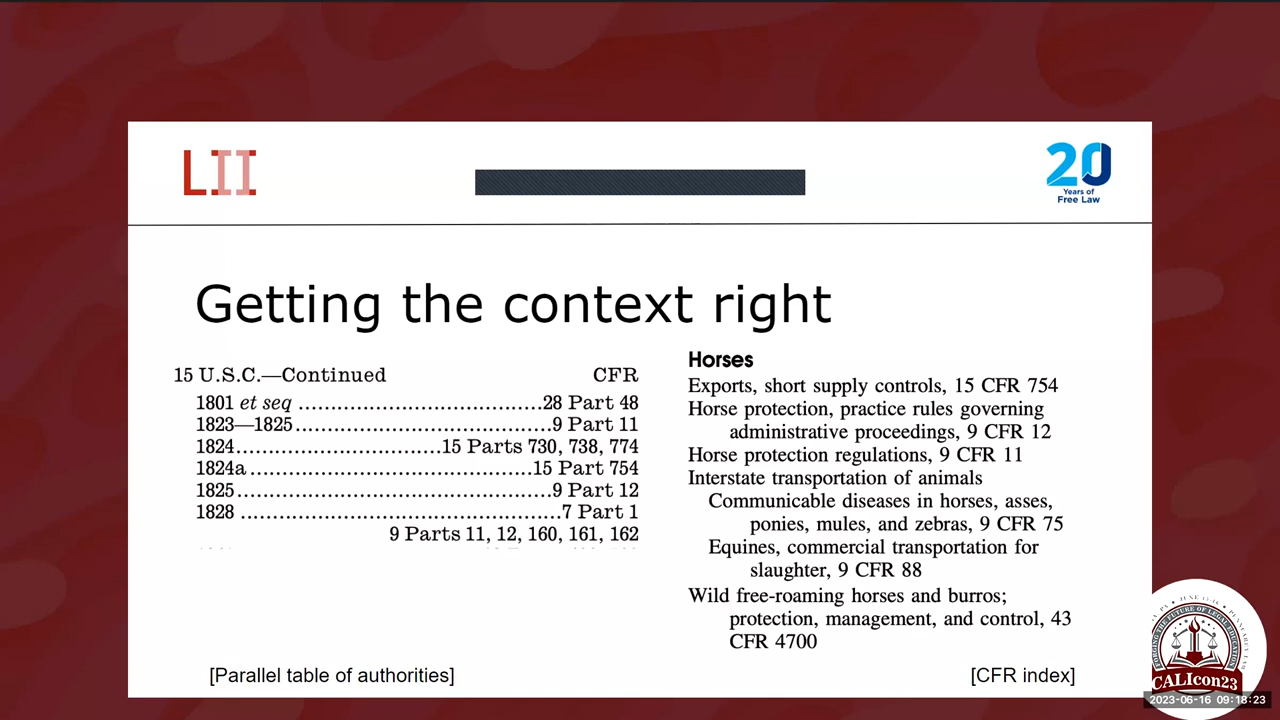 LII
20
Years of
Free Law
Getting the context right
15 U.S.C.—Continued CFR
1801 et seq ................................28 Part 48
1823—1825..................................9 Part 11
1824..........................15 Parts 730, 738, 774
1824a....................................15 Part 754
1825.........................................9 Part 12
1828 .........................................7 Part 1
9 Parts 11, 12, 160, 161, 162
Horses
Exports, short supply controls, 15 CFR 754
Horse protection, practice rules governing
administrative proceedings, 9 CFR 12
Horse protection regulations, 9 CFR 11
Interstate transportation of animals
Communicable diseases in horses, asses,
ponies, mules, and zebras, 9 CFR 75
Equines, commercial transportation for
slaughter, 9 CFR 88
Wild free-roaming horses and burros;
protection, management, and control, 43
CFR 4700
[Parallel table of authorities]
[CFR index]
CALIcon23
2023-06-16 09:18:23